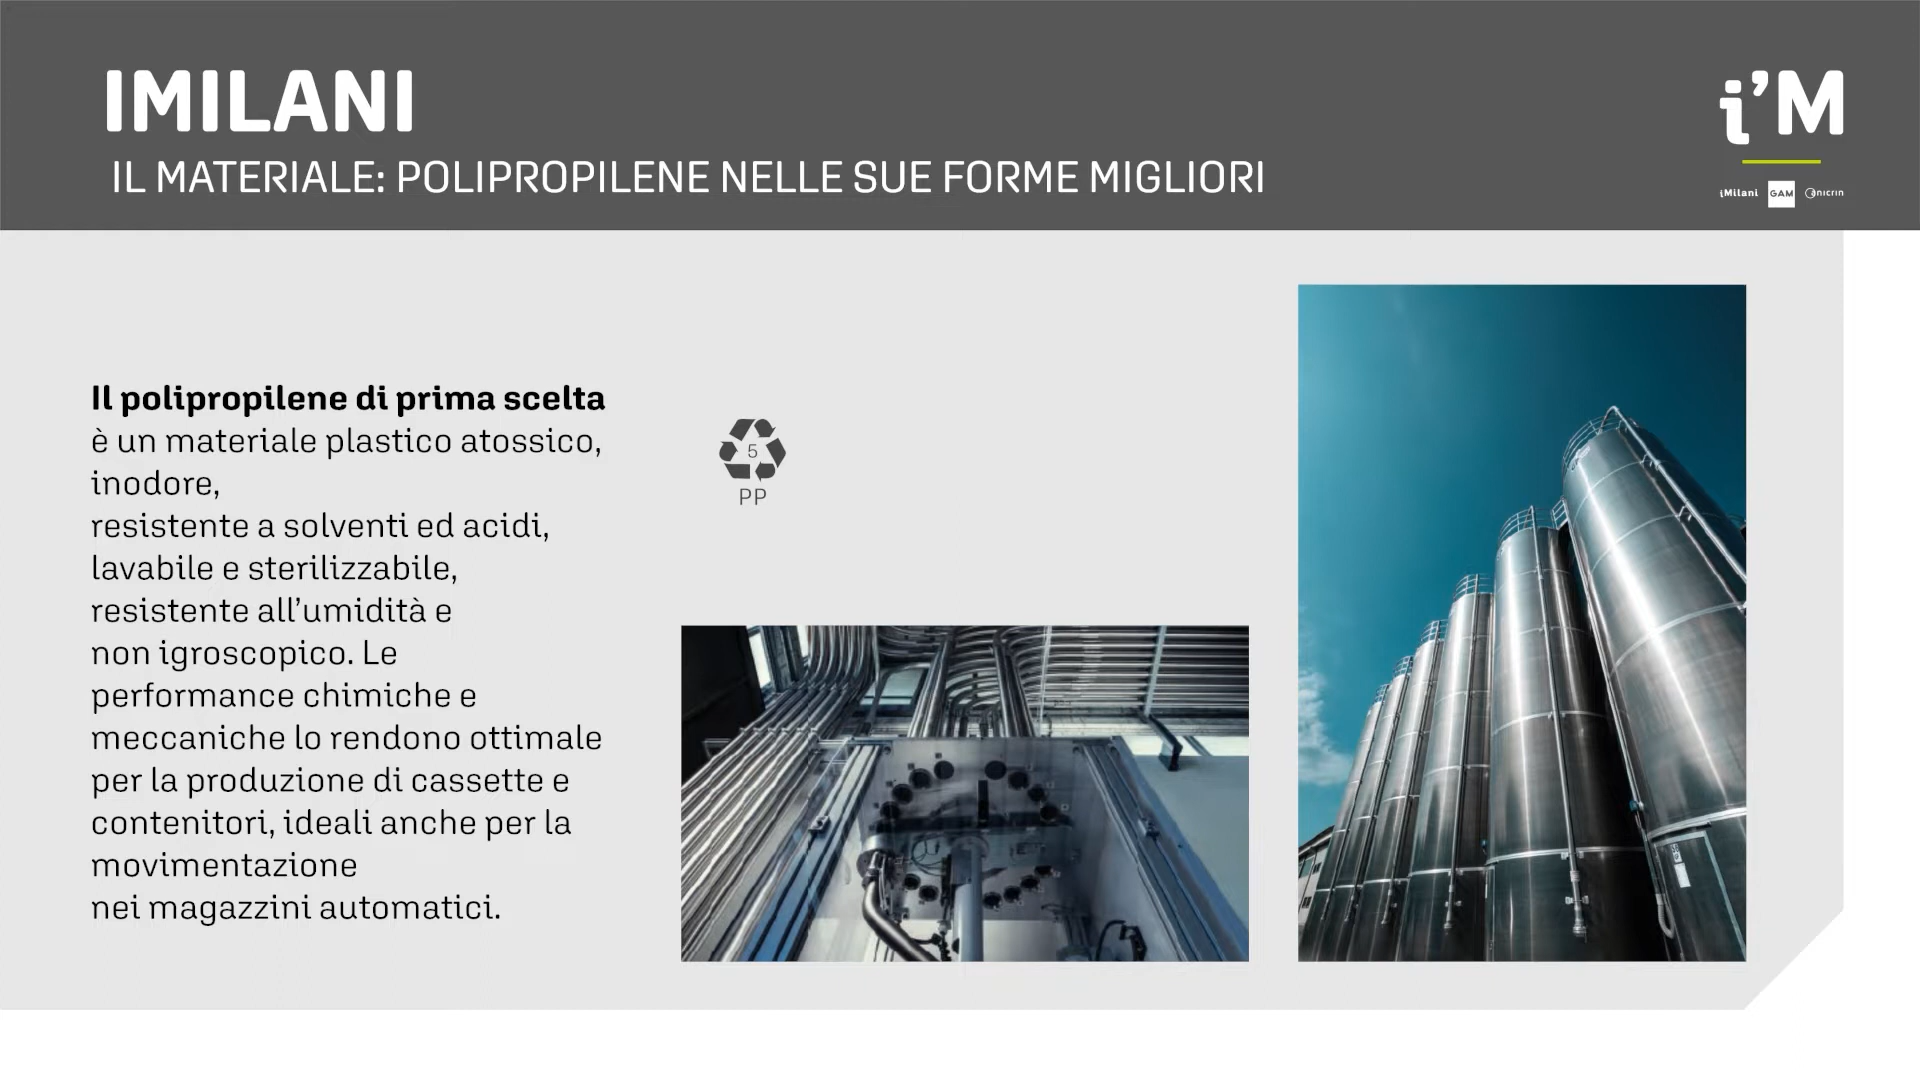 IMILANI
IL MATERIALE: POLIPROPILENE NELLE SUE FORME MIGLIORI
i’M
iMilani GAM Anicrin
Il polipropilene di prima scelta
è un materiale plastico atossico,
inodore,
resistente a solventi ed acidi,
lavabile e sterilizzabile,
resistente all’umidità e
non igroscopico. Le
performance chimiche e
meccaniche lo rendono ottimale
per la produzione di cassette e
contenitori, ideali anche per la
movimentazione
nei magazzini automatici.
5
PP